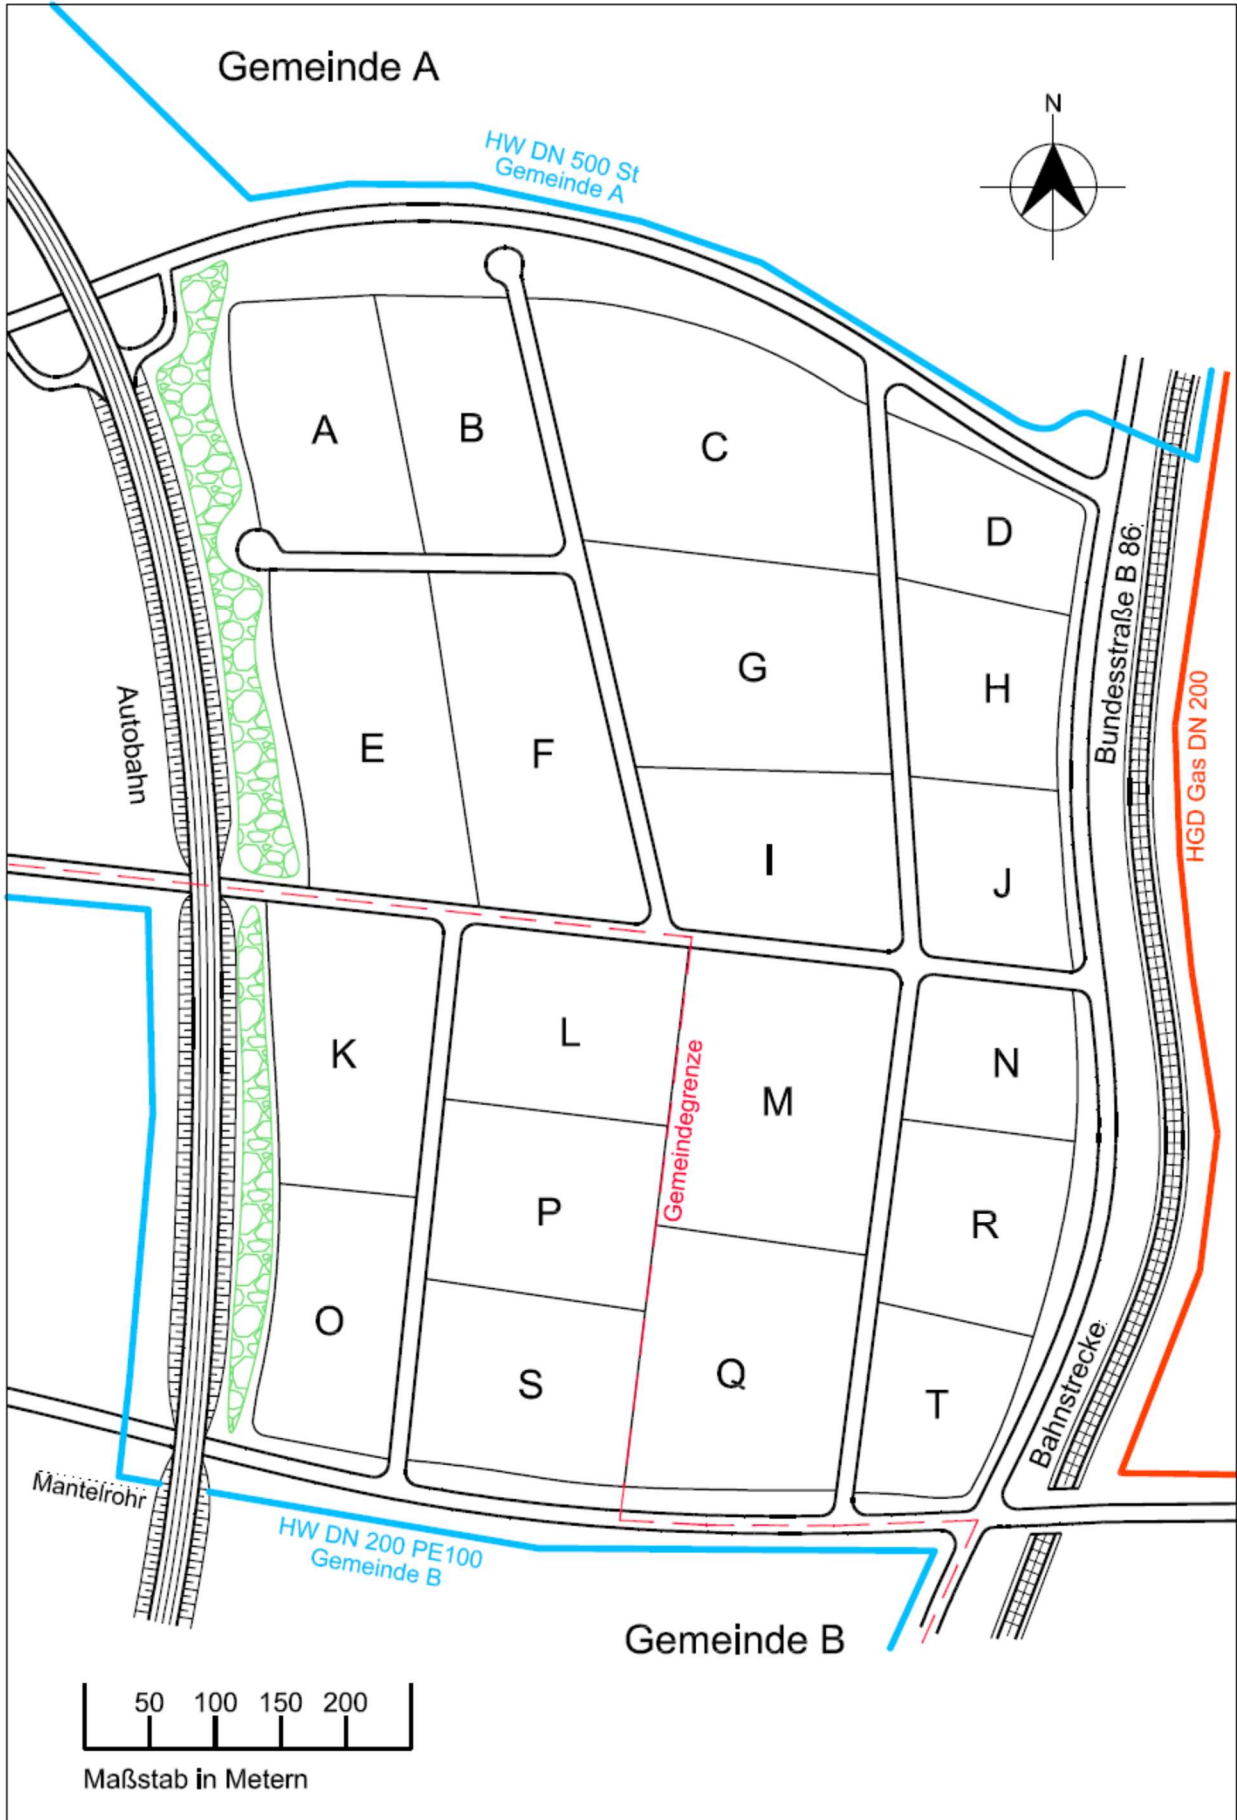 Gemeinde A
N
HW DN 500 St
Gemeinde A
A
B
C
D
Bundesstraße B 86
G
H
HGD Gas DN 200
Autobahn
E
F
I
J
K
L
Gemeindegrenze
M
N
P
R
O
S
Q
T
Bahnstrecke
Mantelrohr
HW DN 200 PE100
Gemeinde B
Gemeinde B
50 100 150 200
Maßstab in Metern